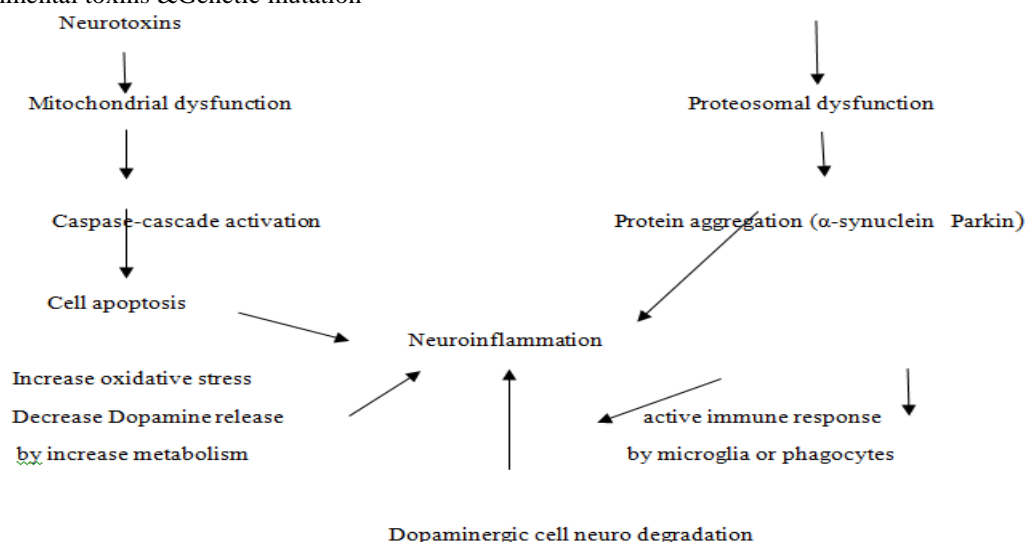 mental toxins &Genetic mutation
Neurotoxins
Mitochondrial dysfunction
Proteosomal dysfunction
Caspase-cascade activation
Protein aggregation (α-synuclein Parkin)
Cell apoptosis
Neuroinflammation
Increase oxidative stress
Decrease Dopamine release
by increase metabolism
active immune response
by microglia or phagocytes
Dopaminergic cell neuro degradation